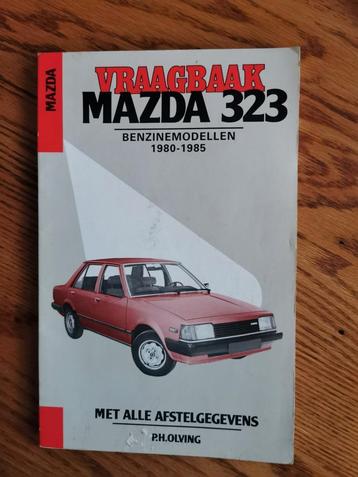 MAZDA
VRAAGBAAK
MAZDA 323
BENZINEMODELLEN
1980-1985
MET ALLE AFSTELGEGEVENS
P.H.OLVING